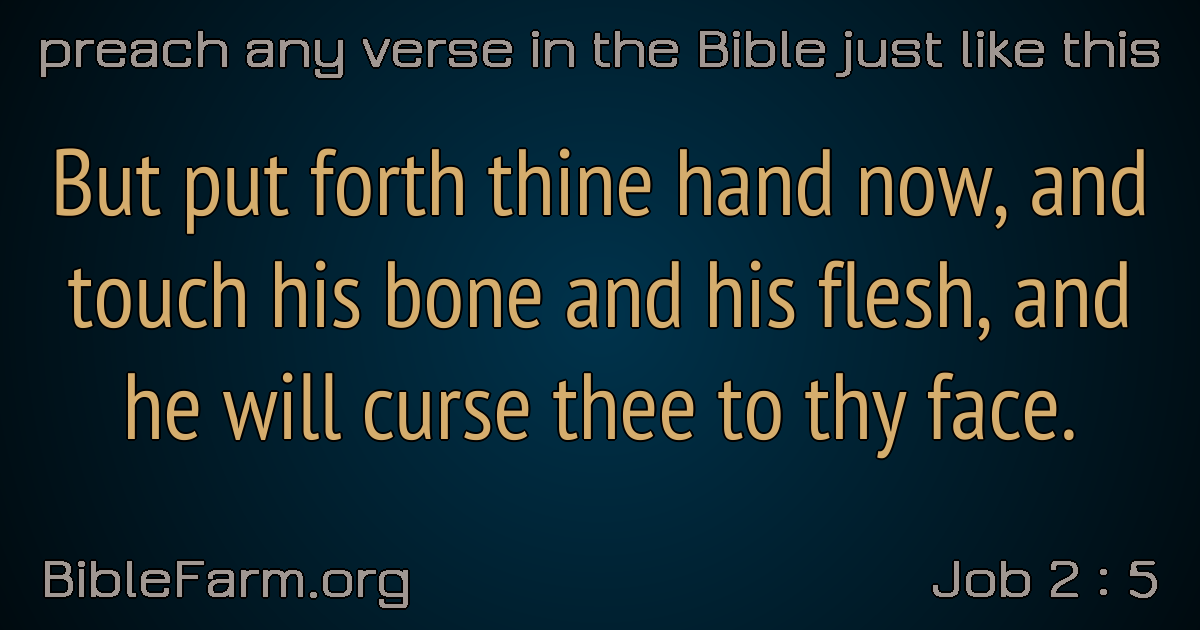 preach any verse in the Bible just like this
But put forth thine hand now, and
touch his bone and his flesh, and
he will curse thee to thy face.
BibleFarm.org
Job 2 : 5